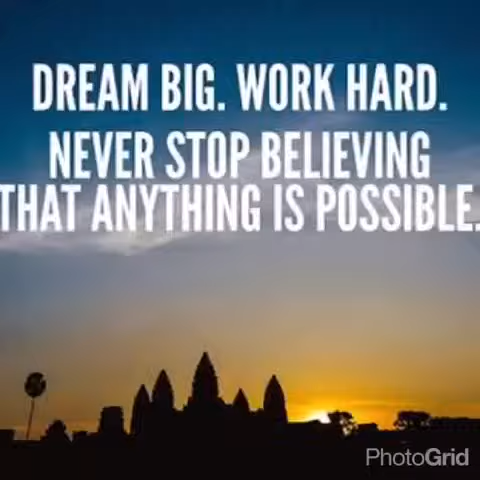 DREAM BIG. WORK HARD.
NEVER STOP BELIEVING
THAT ANYTHING IS POSSIBLE.
PhotoGrid